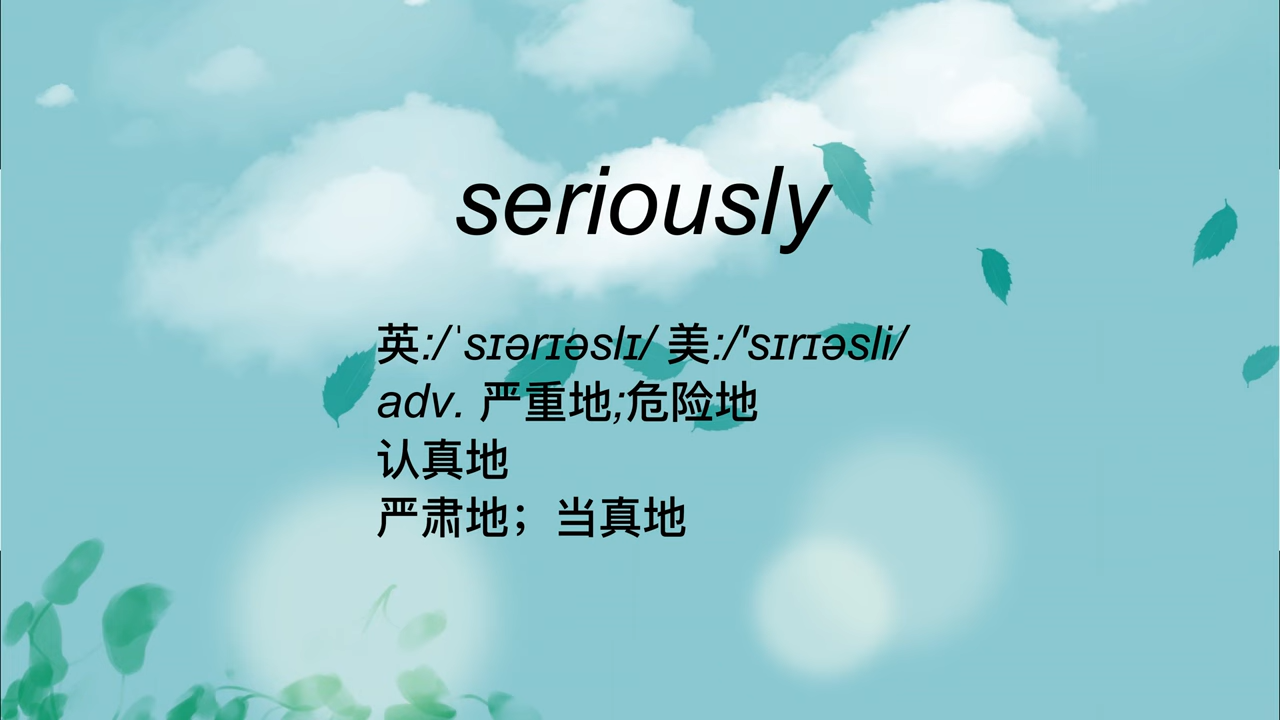 seriously
英:/ˈsɪərɪəslɪ/ 美:/'sɪrɪəsli/
adv. 严重地;危险地
认真地
严肃地；当真地